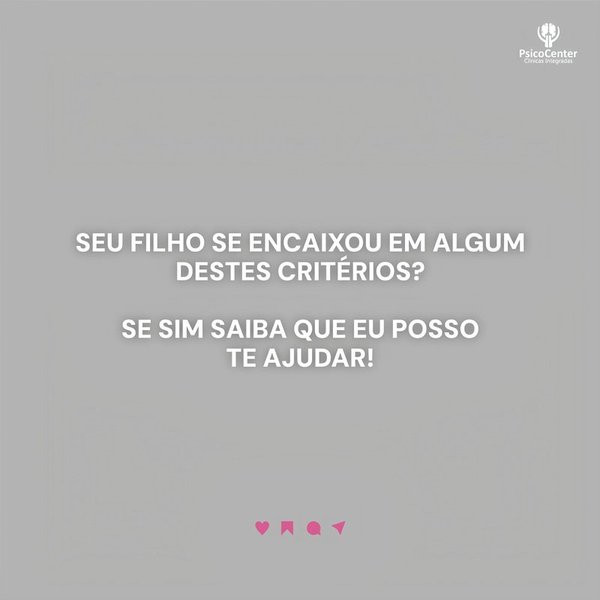 PsicoCenter
Clínicas Integradas
SEU FILHO SE ENCAIXOU EM ALGUM
DESTES CRITÉRIOS?
SE SIM SAIBA QUE EU POSSO
TE AJUDAR!